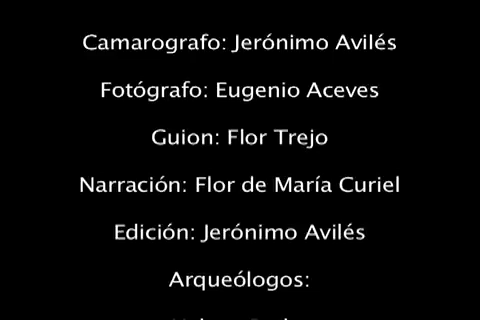 Camarografo: Jerónimo Avilés
Fotógrafo: Eugenio Aceves
Guion: Flor Trejo
Narración: Flor de María Curiel
Edición: Jerónimo Avilés
Arqueólogos: